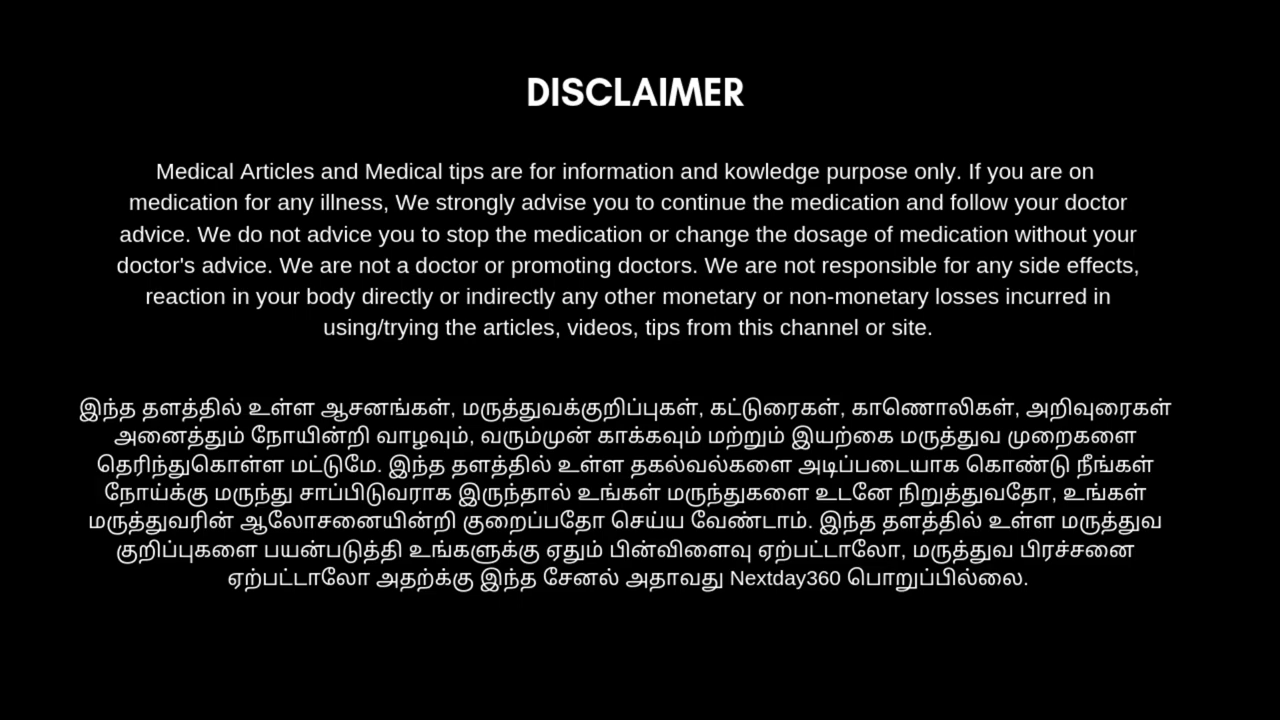 DISCLAIMER
Medical Articles and Medical tips are for information and kowledge purpose only. If you are on
medication for any illness, We strongly advise you to continue the medication and follow your doctor
advice. We do not advice you to stop the medication or change the dosage of medication without your
doctor's advice. We are not a doctor or promoting doctors. We are not responsible for any side effects,
reaction in your body directly or indirectly any other monetary or non-monetary losses incurred in
using/trying the articles, videos, tips from this channel or site.
இந்த தளத்தில் உள்ள ஆசனங்கள், மருத்துவக்குறிப்புகள், கட்டுரைகள், காணொலிகள், அறிவுரைகள்
அனைத்தும் நோயின்றி வாழவும், வரும்முன் காக்கவும் மற்றும் இயற்கை மருத்துவ முறைகளை
தெரிந்துகொள்ள மட்டுமே. இந்த தளத்தில் உள்ள தகல்வல்களை அடிப்படையாக கொண்டு நீங்கள்
நோய்க்கு மருந்து சாப்பிடுவராக இருந்தால் உங்கள் மருந்துகளை உடனே நிறுத்துவதோ, உங்கள்
மருத்துவரின் ஆலோசனையின்றி குறைப்பதோ செய்ய வேண்டாம். இந்த தளத்தில் உள்ள மருத்துவ
குறிப்புகளை பயன்படுத்தி உங்களுக்கு ஏதும் பின்விளைவு ஏற்பட்டாலோ, மருத்துவ பிரச்சனை
ஏற்பட்டாலோ அதற்க்கு இந்த சேனல் அதாவது Nextday360 பொறுப்பில்லை.